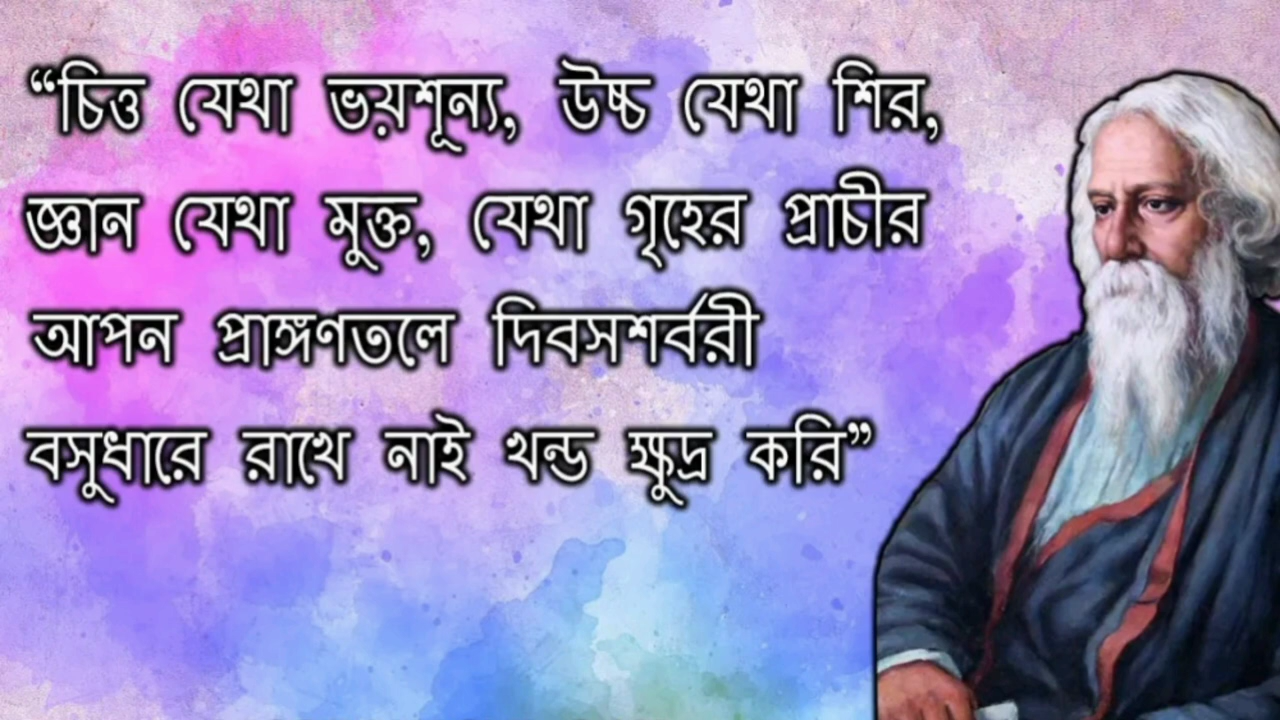 “চিত্ত যেথা ভয়শূন্য, উচ্চ যেথা শির,
জ্ঞান যেথা মুক্ত, যেথা গৃহের প্রাচীর
আপন প্রাঙ্গণতলে দিবসশর্বরী
বসুধারে রাখে নাই খন্ড ক্ষুদ্র করি”